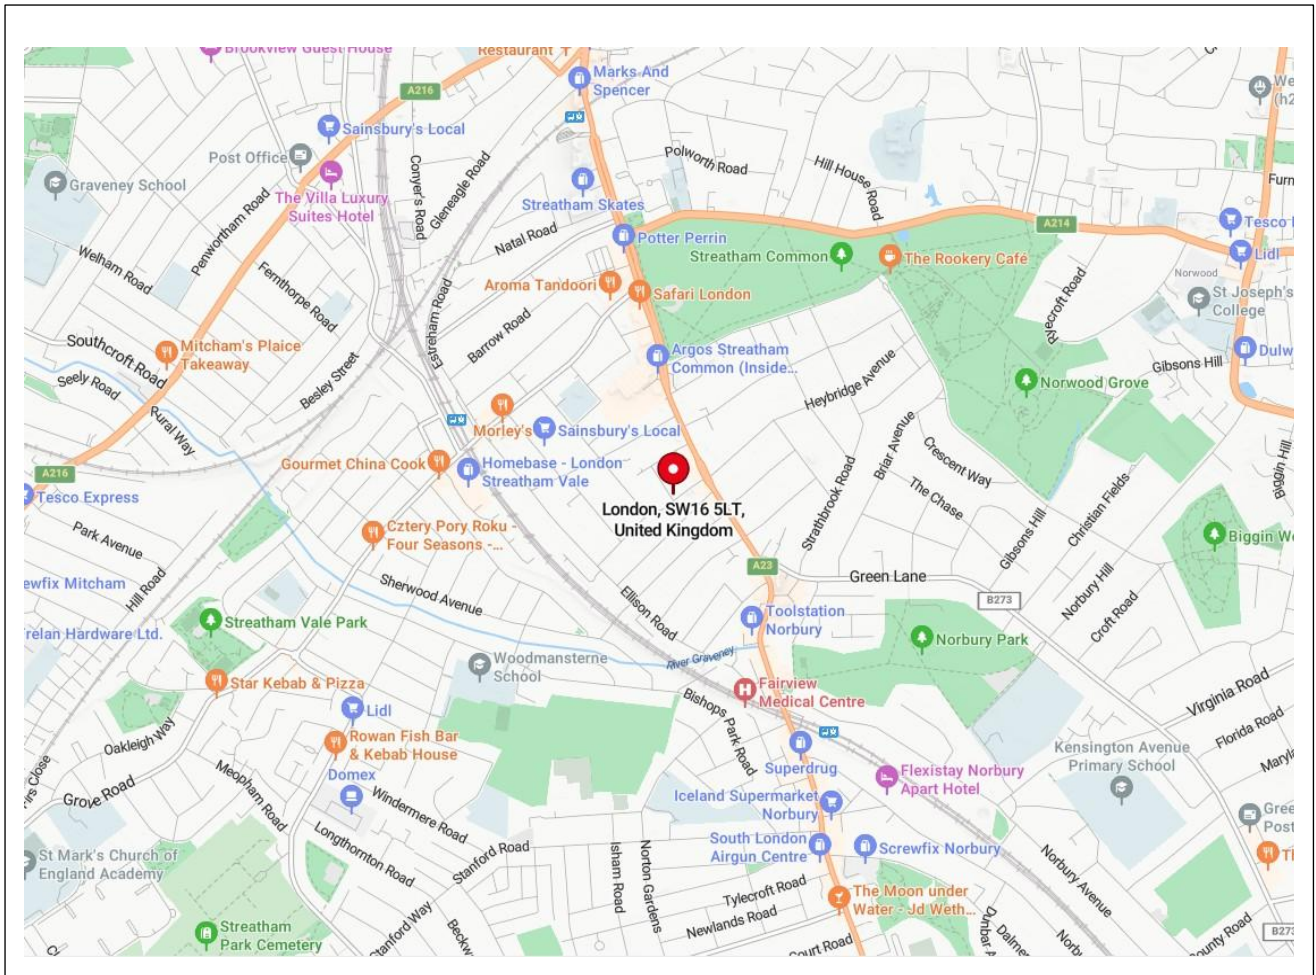 Brookview Guest House
Restaurant
Marks And
Spencer
A216
Sainsbury's Local
Post Office
Graveney School
The Villa Luxury
Suites Hotel
Conyer's Road
Gleneagle Road
Polworth Road
Hill House Road
Streatham Skates
Natal Road
Potter Perrin
Streatham Common
The Rookery Café
A214
Tesco
Lidl
Norwood
St Joseph's
College
Penwortham Road
Welham Road
Fernthorpe Road
Aroma Tandoori
Safari London
Ryecroft Road
Estreham Road
Barrow Road
Southcroft Road
Mitcham's Plaice
Takeaway
Besley Street
Seely Road
Rural Way
Argos Streatham
Common (Inside...
Heybridge Avenue
Gibsons Hill
Norwood Grove
Morley's
Sainsbury's Local
Briar Avenue
Crescent Way
Gourmet China Cook
Homebase - London
Streatham Vale
A216
Tesco Express
London, SW16 5LT,
United Kingdom
Strathbrook Road
The Chase
Gibsons Hill
Christian Fields
Biggin Hill
Park Avenue
Cztery Pory Roku -
Four Seasons -...
Hill Road
Sherwood Avenue
Ellison Road
A23
Green Lane
B273
Norbury Hill
Croft Road
Streatham Vale Park
Toolstation
Norbury
Norbury Park
River Graveney
Woodmansterne
School
Star Kebab & Pizza
Fairview
Medical Centre
Bishops Park Road
Virginia Road
Florida Road
Oakleigh Way
Lidl
Rowan Fish Bar
& Kebab House
Superdrug
Flexistay Norbury
Apart Hotel
Kensington Avenue
Primary School
Grove Road
Meopham Road
Domex
Windermere Road
Iceland Supermarket
Norbury
South London
Airgun Centre
Screwfix Norbury
St Mark's Church of
England Academy
Longthornton Road
Stanford Road
Isham Road
Norton Gardens
Tylecroft Road
Newlands Road
Norbury Avenue
The Moon under
Water - Jd Weth...
Streatham
Park Cemetery
Stanford Way
Court Road
B273